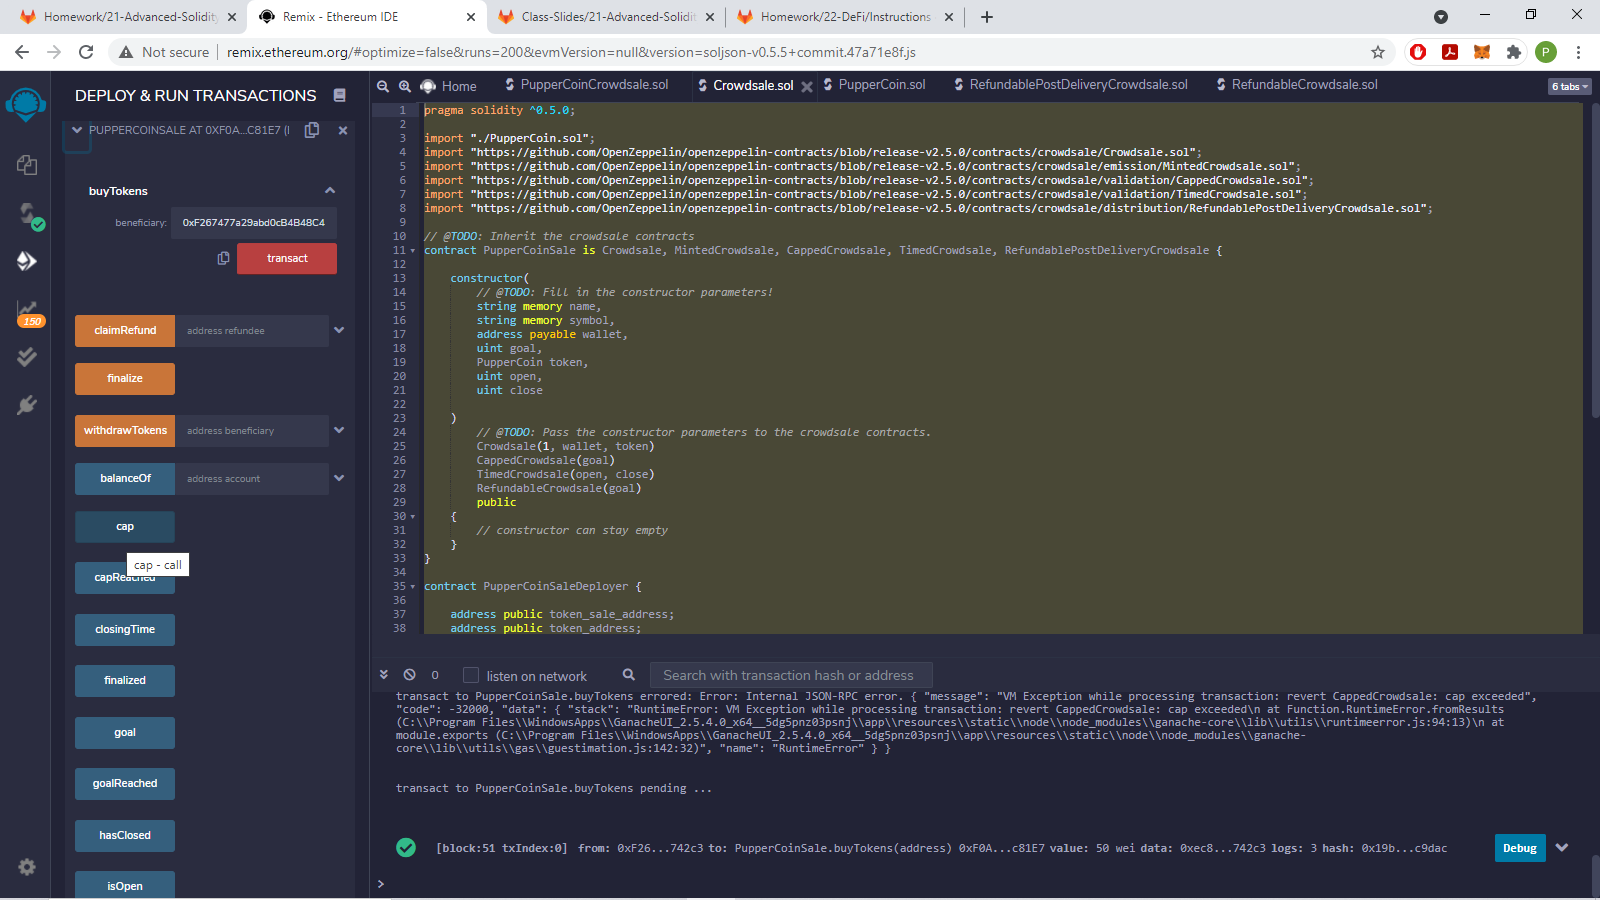 Homework/21-Advanced-Solidity
Remix - Ethereum IDE
Class-Slides/21-Advanced-Solidit
Homework/22-DeFi/Instructions
Not secure
remix.ethereum.org/#optimize=false&runs=200&evmVersion=null&version=soljson-v0.5.5+commit.47a71e8f.js
P
DEPLOY & RUN TRANSACTIONS
PUPPERCOINSALE AT 0XF0A...C81E7 (
buyTokens
beneficiary:
0xF267477a29abd0cB4B48C4
transact
claimRefund
address refundee
finalize
withdrawTokens
address beneficiary
balanceOf
address account
cap
cap - call
capReached
closingTime
finalized
goal
goalReached
hasClosed
isOpen
150
Home
PupperCoinCrowdsale.sol
Crowdsale.sol
PupperCoin.sol
RefundablePostDeliveryCrowdsale.sol
RefundableCrowdsale.sol
6 tabs
1 pragma solidity ^0.5.0;
2
3 import "./PupperCoin.sol";
4 import "https://github.com/OpenZeppelin/openzeppelin-contracts/blob/release-v2.5.0/contracts/crowdsale/Crowdsale.sol";
5 import "https://github.com/OpenZeppelin/openzeppelin-contracts/blob/release-v2.5.0/contracts/crowdsale/emission/MintedCrowdsale.sol";
6 import "https://github.com/OpenZeppelin/openzeppelin-contracts/blob/release-v2.5.0/contracts/crowdsale/validation/CappedCrowdsale.sol";
7 import "https://github.com/OpenZeppelin/openzeppelin-contracts/blob/release-v2.5.0/contracts/crowdsale/validation/TimedCrowdsale.sol";
8 import "https://github.com/OpenZeppelin/openzeppelin-contracts/blob/release-v2.5.0/contracts/crowdsale/distribution/RefundablePostDeliveryCrowdsale.sol";
9
10 // @TODO: Inherit the crowdsale contracts
11 contract PupperCoinSale is Crowdsale, MintedCrowdsale, CappedCrowdsale, TimedCrowdsale, RefundablePostDeliveryCrowdsale {
12
13 constructor(
14 // @TODO: Fill in the constructor parameters!
15 string memory name,
16 string memory symbol,
17 address payable wallet,
18 uint goal,
19 PupperCoin token,
20 uint open,
21 uint close
22
23 )
24 // @TODO: Pass the constructor parameters to the crowdsale contracts.
25 Crowdsale(1, wallet, token)
26 CappedCrowdsale(goal)
27 TimedCrowdsale(open, close)
28 RefundableCrowdsale(goal)
29 public
30 {
31 // constructor can stay empty
32 }
33 }
34
35 contract PupperCoinSaleDeployer {
36
37 address public token_sale_address;
38 address public token_address;
0
listen on network
Search with transaction hash or address
transact to PupperCoinSale.buyTokens errored: Error: Internal JSON-RPC error. { "message": "VM Exception while processing transaction: revert CappedCrowdsale: cap exceeded",
"code": -32000, "data": { "stack": "RuntimeError: VM Exception while processing transaction: revert CappedCrowdsale: cap exceeded\n at Function.RuntimeError.fromResults
(C:\\Program Files\\WindowsApps\\GanacheUI_2.5.4.0_x64__5dg5pnz03psnj\\app\\resources\\static\\node\\node_modules\\ganache-core\\lib\\utils\\runtimeerror.js:94:13)\n at
module.exports (C:\\Program Files\\WindowsApps\\GanacheUI_2.5.4.0_x64__5dg5pnz03psnj\\app\\resources\\static\\node\\node_modules\\ganache-
core\\lib\\utils\\gas\\guestimation.js:142:32)", "name": "RuntimeError" } }
transact to PupperCoinSale.buyTokens pending ...
[block:51 txIndex:0] from: 0xF26...742c3 to: PupperCoinSale.buyTokens(address) 0xF0A...c81E7 value: 50 wei data: 0xec8...742c3 logs: 3 hash: 0x19b...c9dac
Debug
>